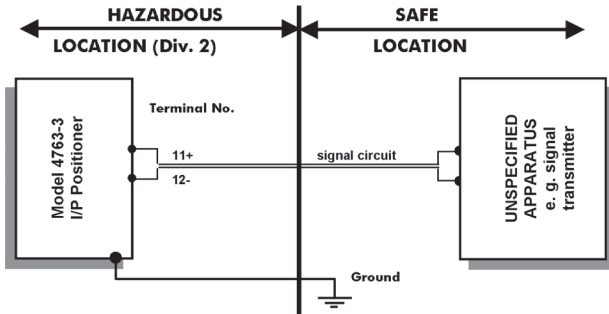 HAZARDOUS
SAFE
LOCATION (Div. 2)
LOCATION
Terminal No.
Model 4763-3
I/P Positioner
11+
signal circuit
12-
UNSPECIFIED
APPARATUS
e. g. signal
transmitter
Ground